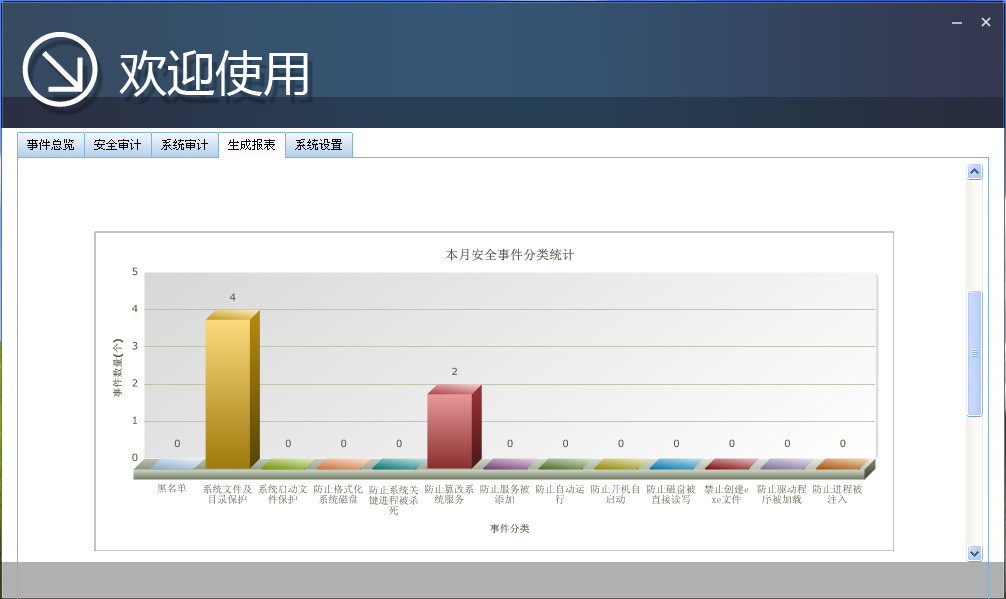 欢迎使用
事件总览 安全审计 系统审计 生成报表 系统设置
本月安全事件分类统计
事件数量(个)
5
4
3
2
1
0
0
4
0
0
0
2
0
0
0
0
0
0
0
黑名单
系统文件及
目录保护
系统启动文
件保护
防止格式化
系统磁盘
防止系统关
键进程被杀
死
防止篡改系
统服务
防止服务被
添加
防止自动运
行
防止开机自
启动
防止磁盘被
直接读写
禁止创建e
xe文件
防止驱动程
序被加载
防止进程被
注入
事件分类